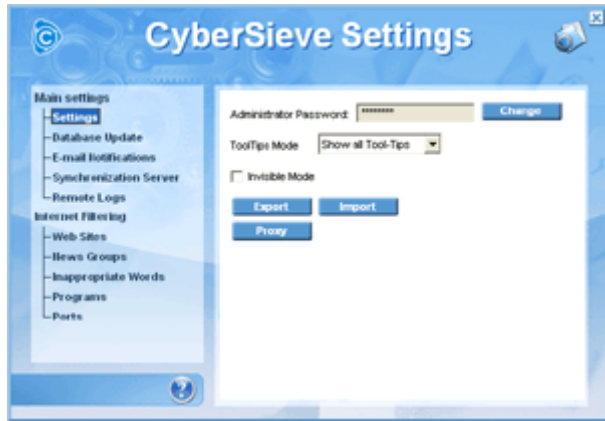 CyberSieve Settings
Main settings
Settings
Database Update
E-mail Notifications
Synchronization Server
Remote Logs
Internet Filtering
Web Sites
News Groups
Inappropriate Words
Programs
Ports
Administrator Password: ********
Change
ToolTips Mode Show all Tool-Tips
Invisible Mode
Export Import
Proxy